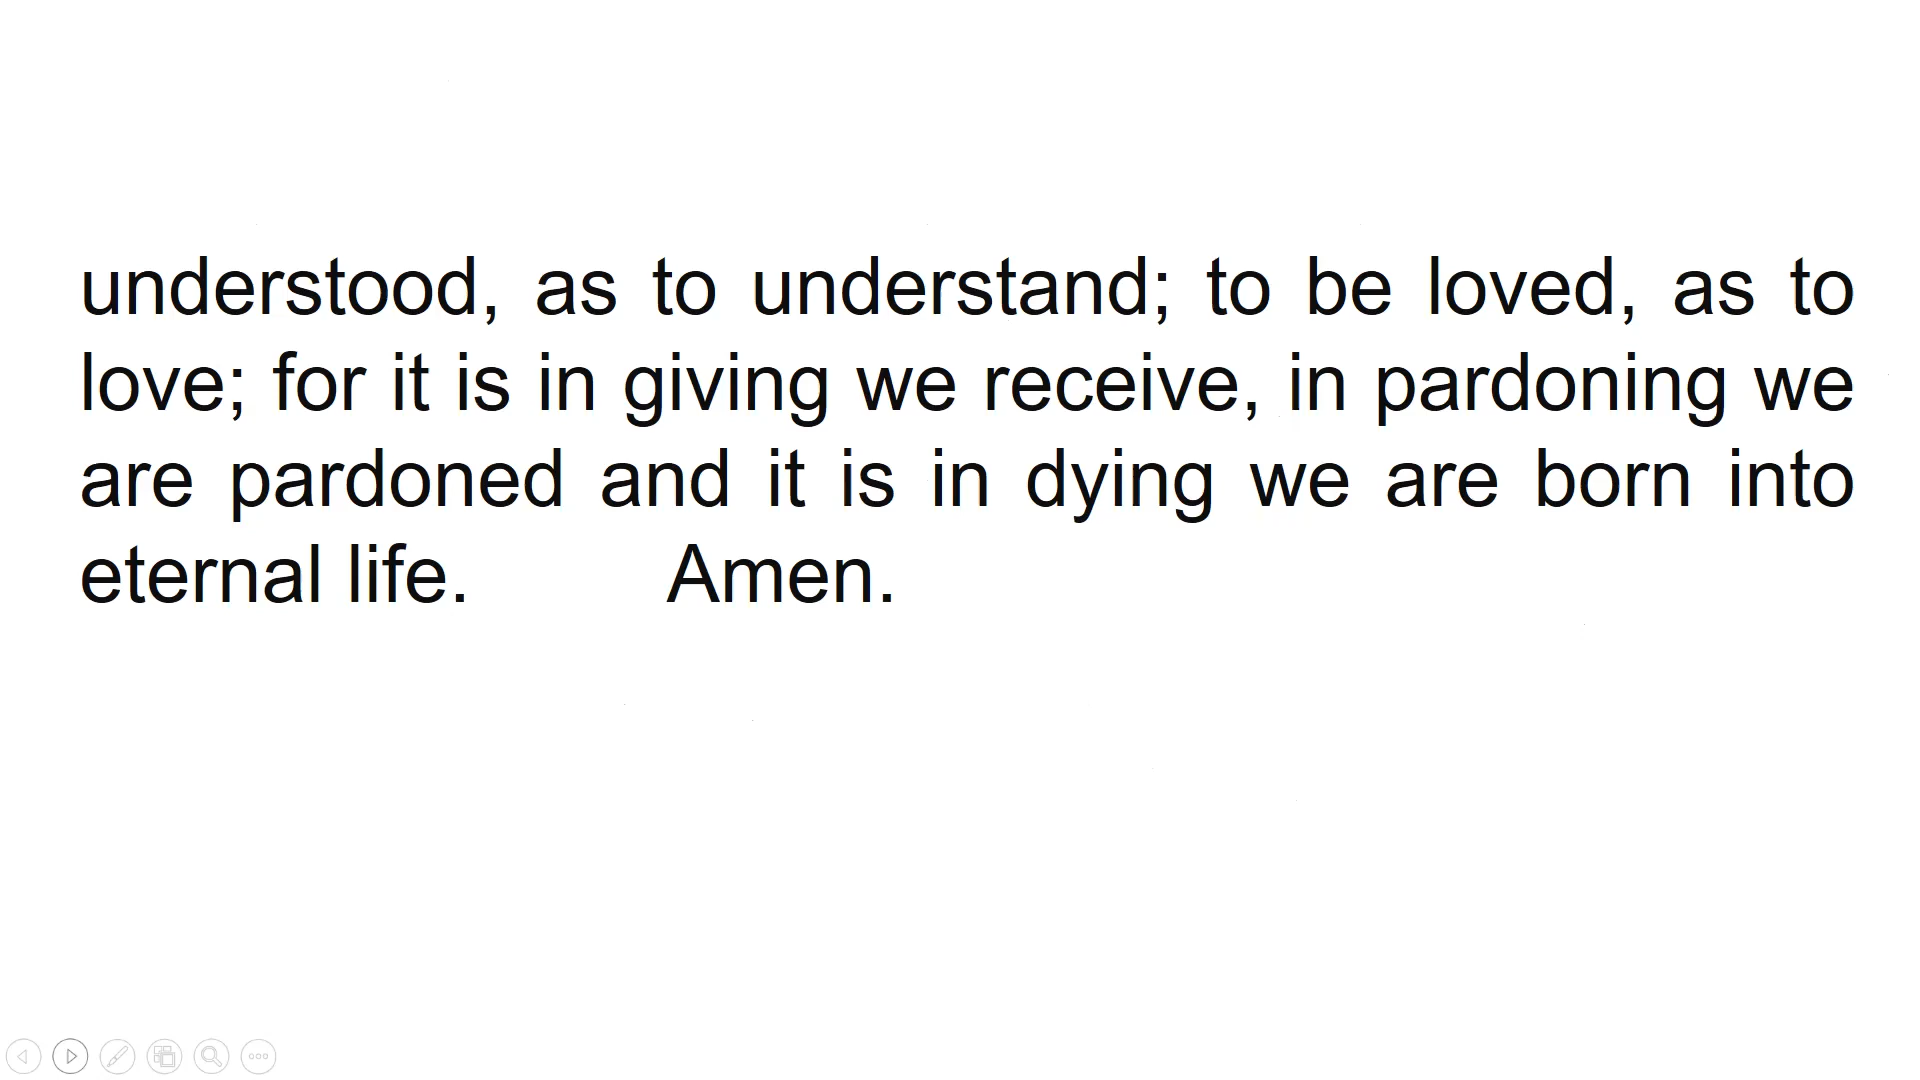 understood, as to understand; to be loved, as to
love; for it is in giving we receive, in pardoning we
are pardoned and it is in dying we are born into
eternal life. Amen.